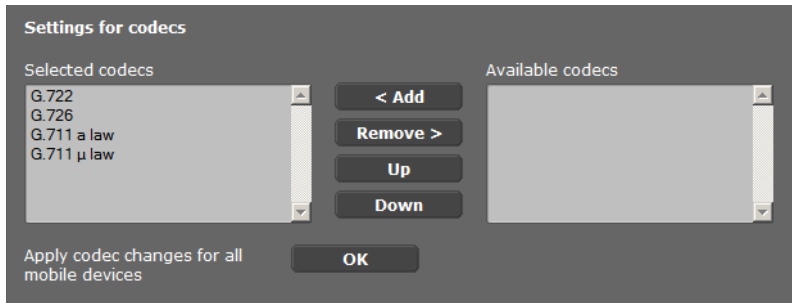 Settings for codecs
Selected codecs
Available codecs
G.722
G.726
G.711 a law
G.711 µ law
< Add
Remove >
Up
Down
Apply codec changes for all
mobile devices
OK